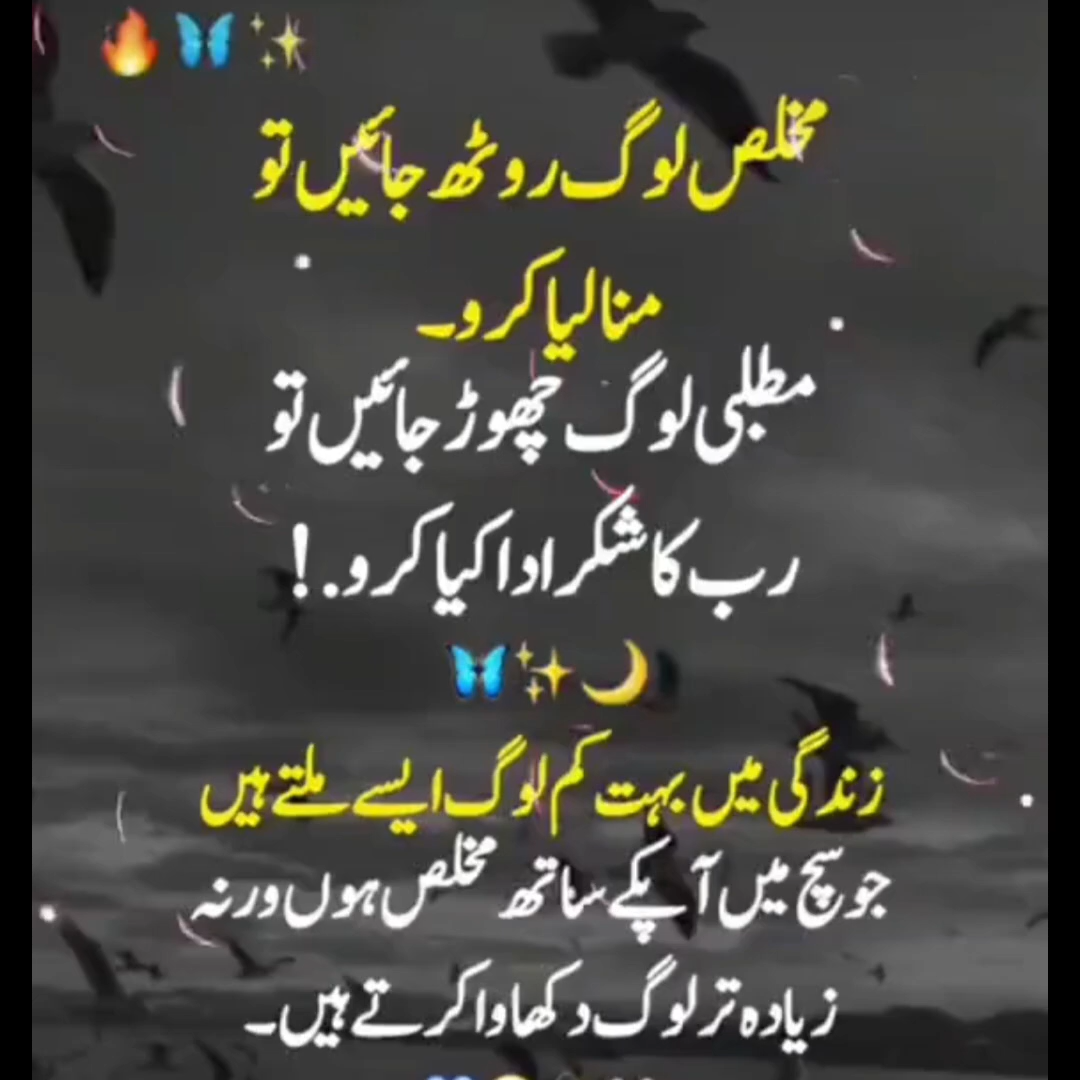 🔥🦋✨
مخلص لوگ روٹھ جائیں تو
منا لیا کرو۔
مطلبی لوگ چھوڑ جائیں تو
رب کا شکر ادا کیا کرو.!
🦋✨🌙
زندگی میں بہت کم لوگ ایسے ملتے ہیں
جو سچ میں آپکے ساتھ مخلص ہوں ورنہ
زیادہ تر لوگ دکھاوا کرتے ہیں۔